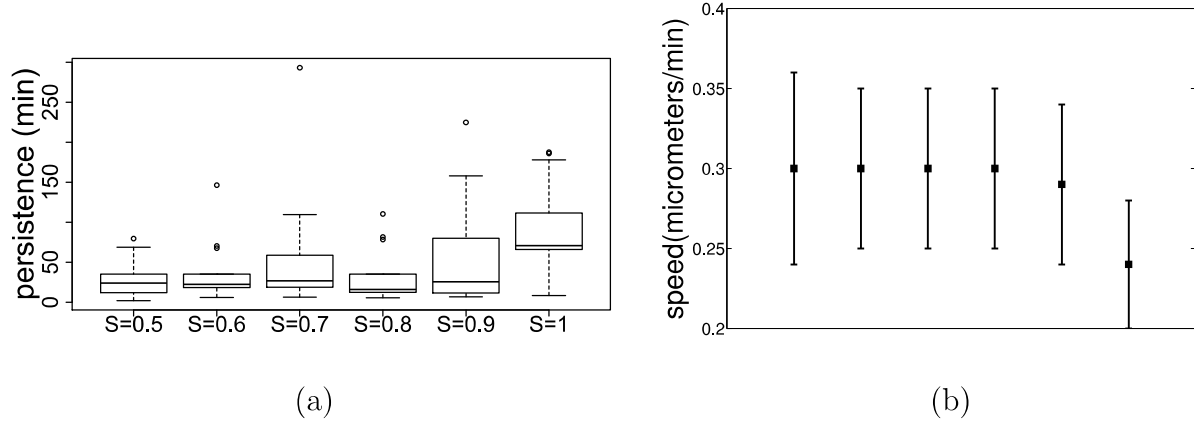 persistence (min)
250
150
50
0
S=0.5 S=0.6 S=0.7 S=0.8 S=0.9 S=1
(a)
speed(micrometers/min)
0.4
0.35
0.3
0.25
0.2
(b)